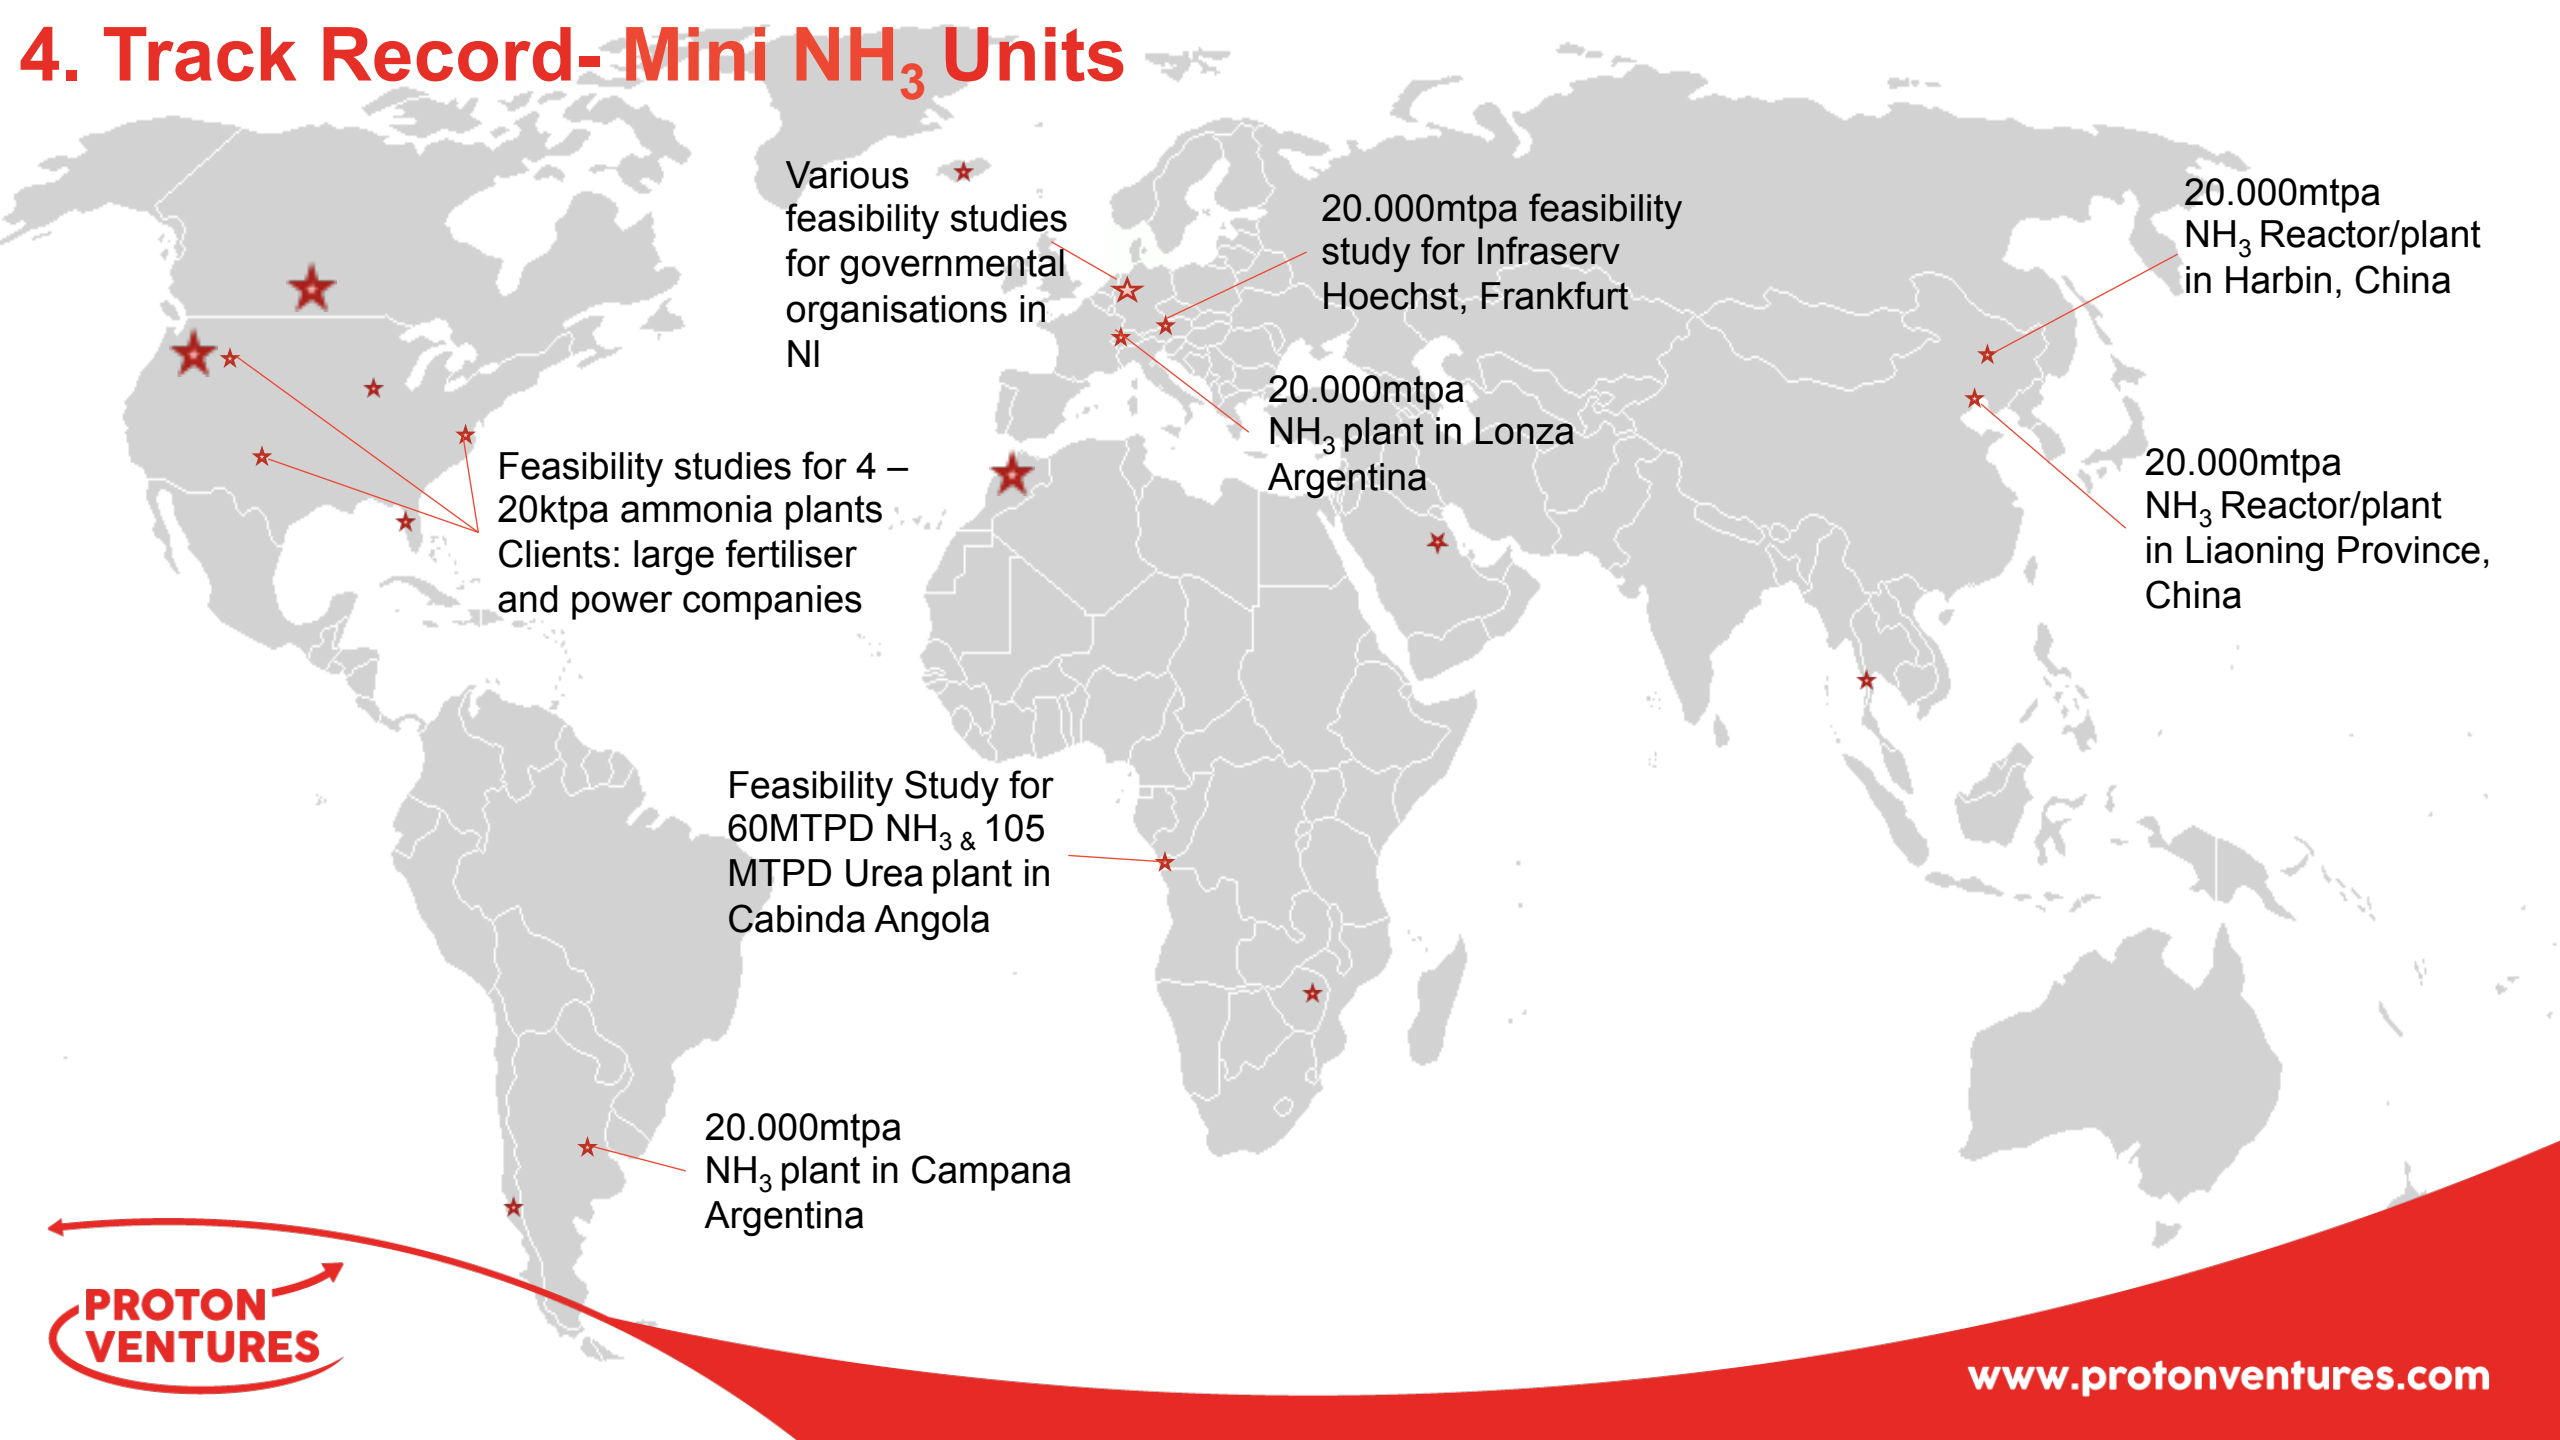 4. Track Record- Mini NH₃ Units
Various
feasibility studies
for governmental
organisations in
Nl
20.000mtpa feasibility
study for Infraserv
Hoechst, Frankfurt
20.000mtpa
NH₃ Reactor/plant
in Harbin, China
20.000mtpa
NH₃ plant in Lonza
Argentina
Feasibility studies for 4 –
20ktpa ammonia plants
Clients: large fertiliser
and power companies
20.000mtpa
NH₃ Reactor/plant
in Liaoning Province,
China
Feasibility Study for
60MTPD NH₃ & 105
MTPD Urea plant in
Cabinda Angola
20.000mtpa
NH₃ plant in Campana
Argentina
PROTON
VENTURES
www.protonventures.com